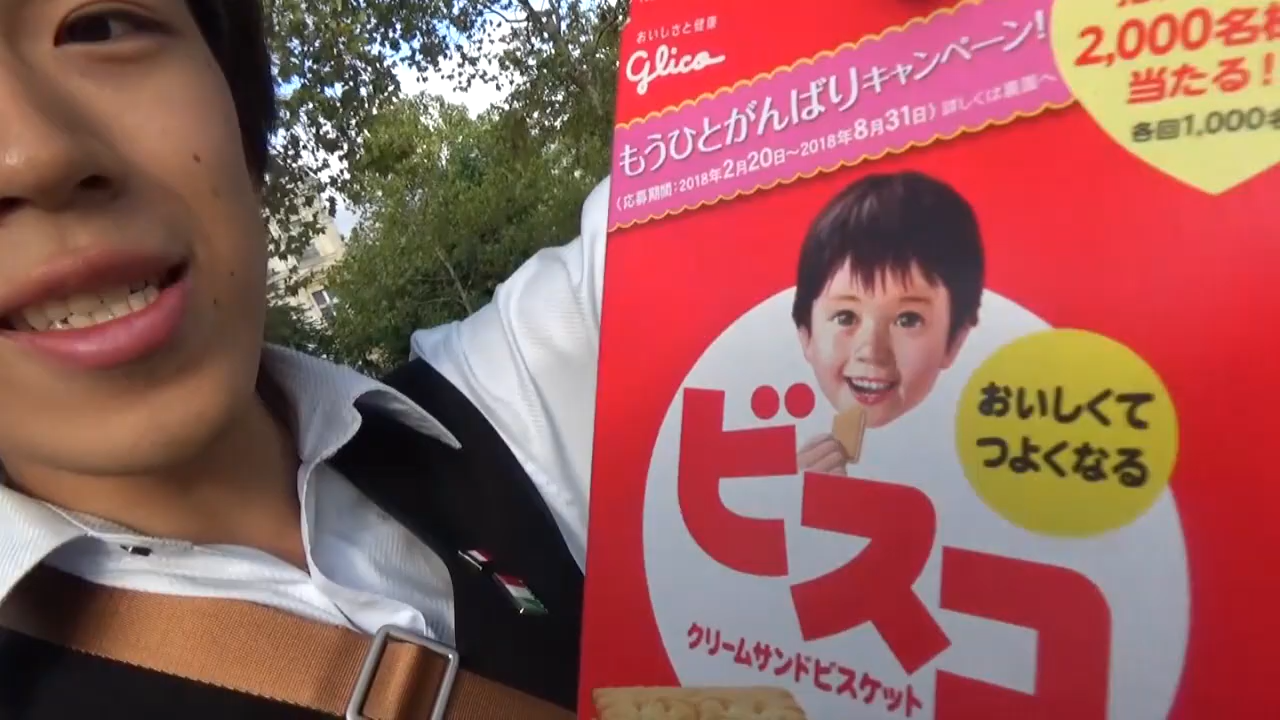 おいしさと健康
glico
もうひとがんばりキャンペーン!
(応募期間:2018年2月20日~2018年8月31日) 詳しくは裏面へ
2,000名様
当たる!
各回1,000名
おいしくて
つよくなる
ビスコ
クリームサンドビスケット